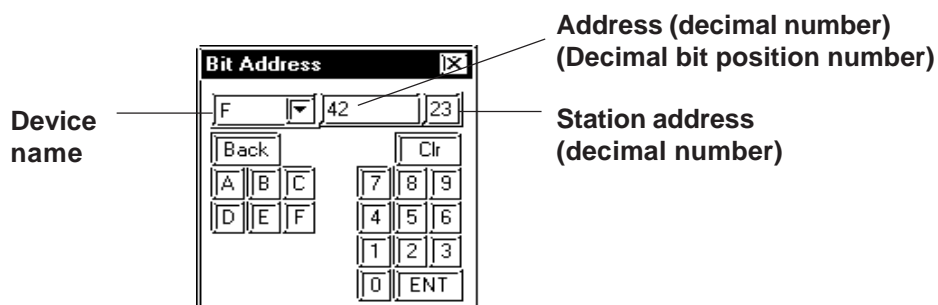 Address (decimal number)
(Decimal bit position number)
Bit Address
F 42 23
Device
name
Station address
(decimal number)
Back Clr
A B C 7 8 9
D E F 4 5 6
1 2 3
0 ENT